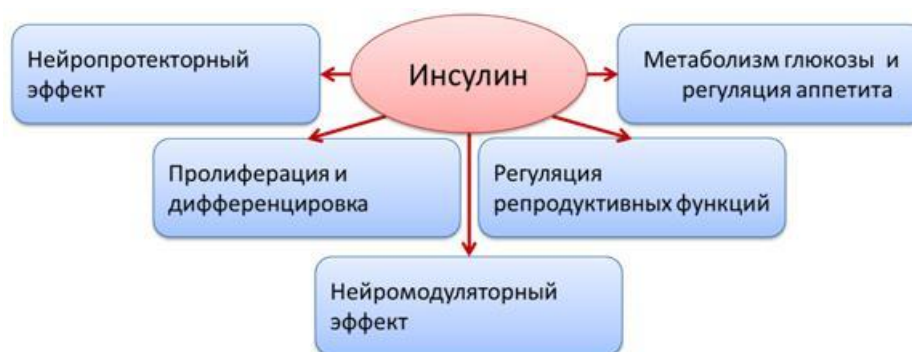 Инсулин
Нейропротекторный
эффект
Метаболизм глюкозы и
регуляция аппетита
Пролиферация и
дифференцировка
Регуляция
репродуктивных функций
Нейромодуляторный
эффект